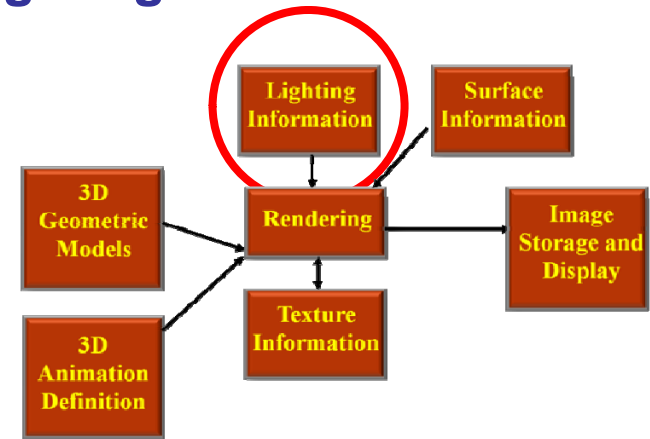 Lighting
Information
Surface
Information
3D
Geometric
Models
Rendering
Image
Storage and
Display
Texture
Information
3D
Animation
Definition